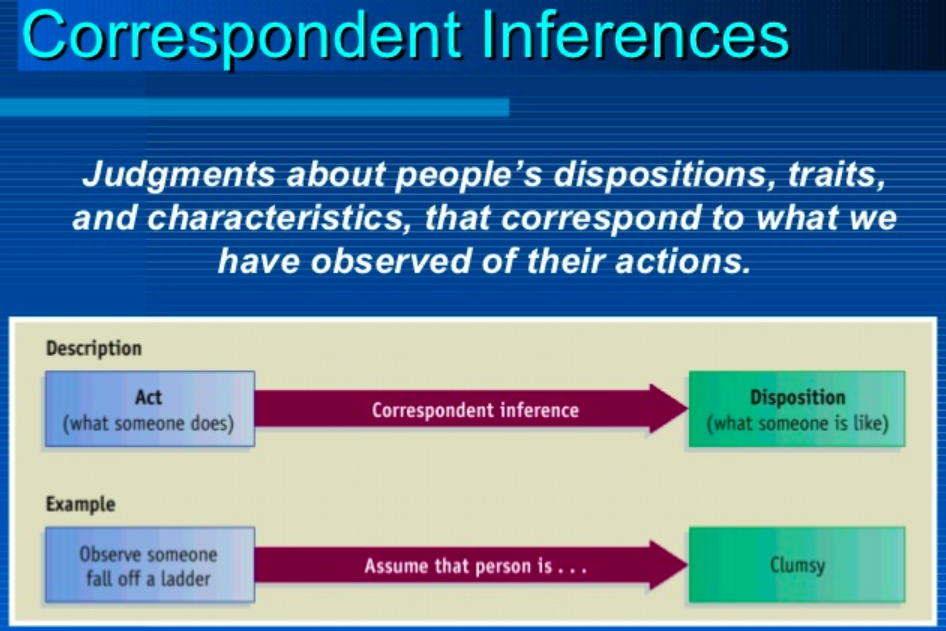 Correspondent Inferences
Judgments about people's dispositions, traits,
and characteristics, that correspond to what we
have observed of their actions.
Description
Act
(what someone does)
Correspondent inference
Disposition
(what someone is like)
Example
Observe someone
fall off a ladder
Assume that person is . . .
Clumsy